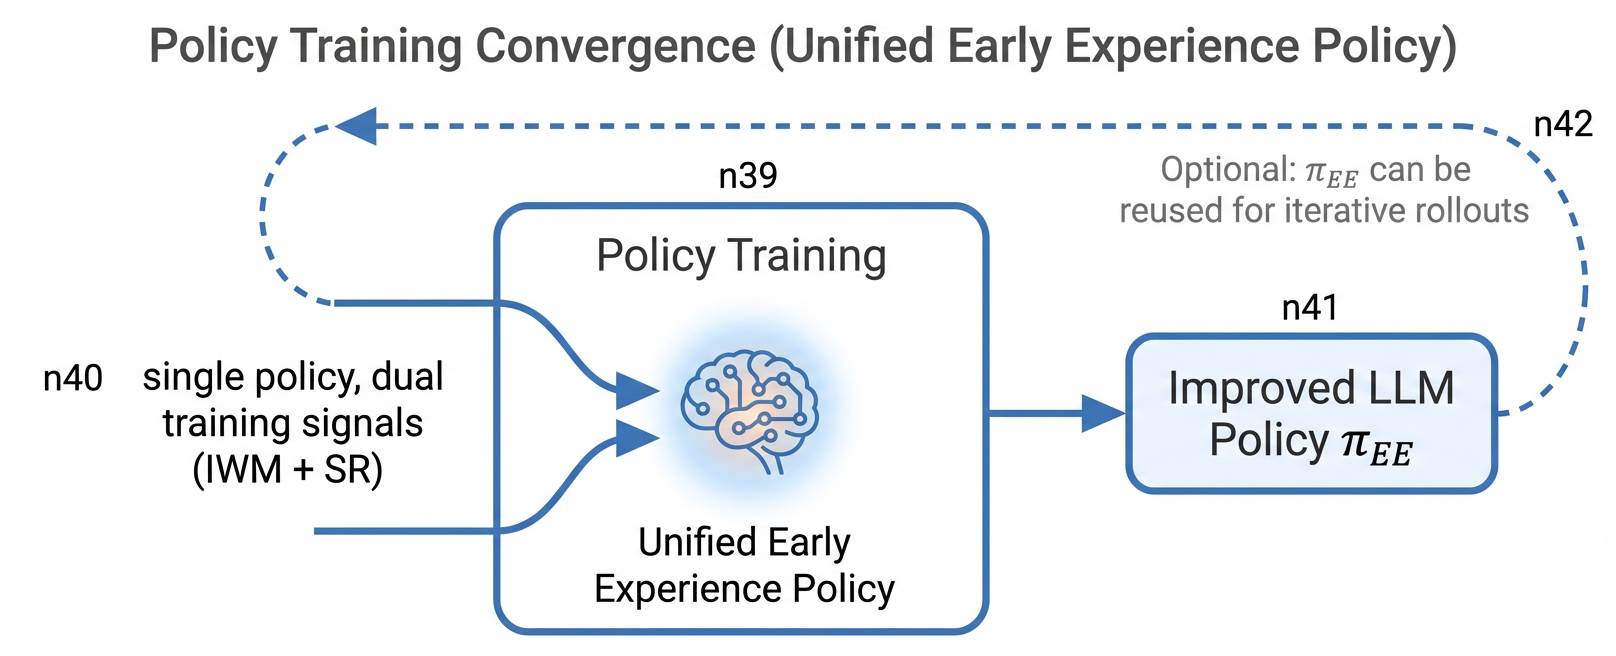 Policy Training Convergence (Unified Early Experience Policy)
n42
Optional: π_EE can be
reused for iterative rollouts
n39
Policy Training
n40
single policy, dual
training signals
(IWM + SR)
Unified Early
Experience Policy
n41
Improved LLM
Policy π_EE